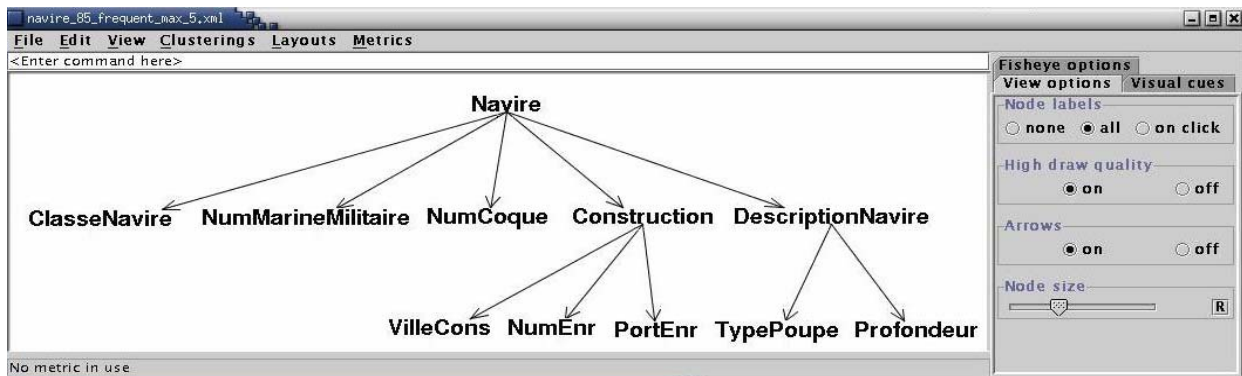 navire_85_frequent_max_5.xml
File Edit View Clusterings Layouts Metrics
<Enter command here>
Navire
ClasseNavire NumMarineMilitaire NumCoque Construction DescriptionNavire
VilleCons NumEnr PortEnr TypePoupe Profondeur
No metric in use
Fisheye options
View options Visual cues
Node labels
none all on click
High draw quality
on off
Arrows
on off
Node size
R